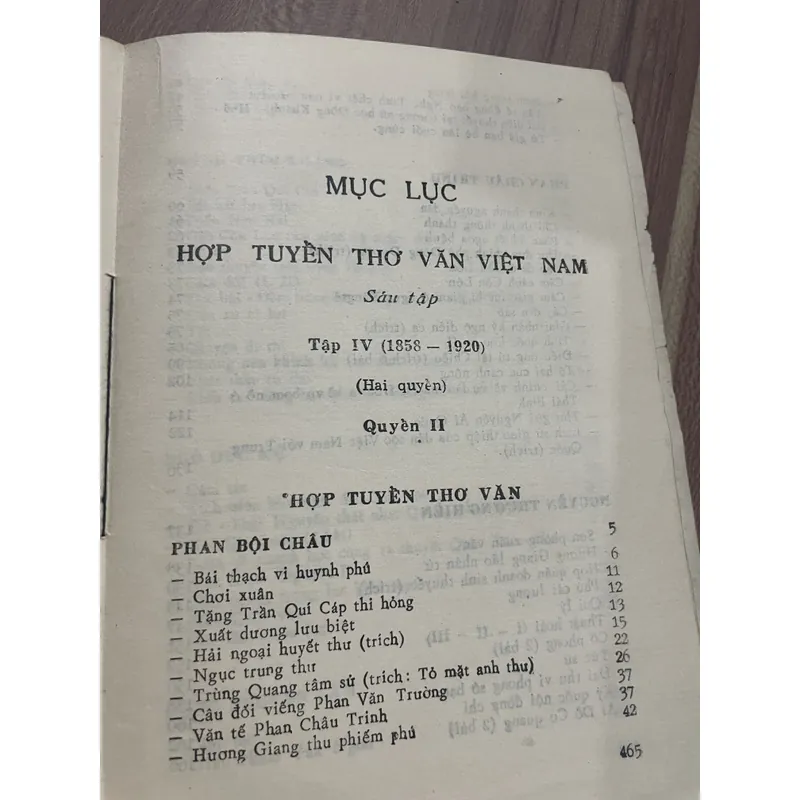 MỤC LỤC
HỢP TUYỂN THƠ VĂN VIỆT NAM
Sáu tập
Tập IV (1858 — 1920)
(Hai quyển)
Quyển II
HỢP TUYỂN THƠ VĂN
PHAN BỘI CHÂU 5
— Bái thạch vi huynh phú 6
— Chơi xuân 11
— Tặng Trần Quí Cáp thi hỏng 12
— Xuất dương lưu biệt 13
— Hải ngoại huyết thư (trích) 15
— Ngục trung thư 22
— Trùng Quang tâm sử (trích: Tỏ mặt anh thư) 26
— Câu đối viếng Phan Văn Trường 37
— Văn tế Phan Châu Trinh 37
— Hương Giang thu phiếm phú 42
465